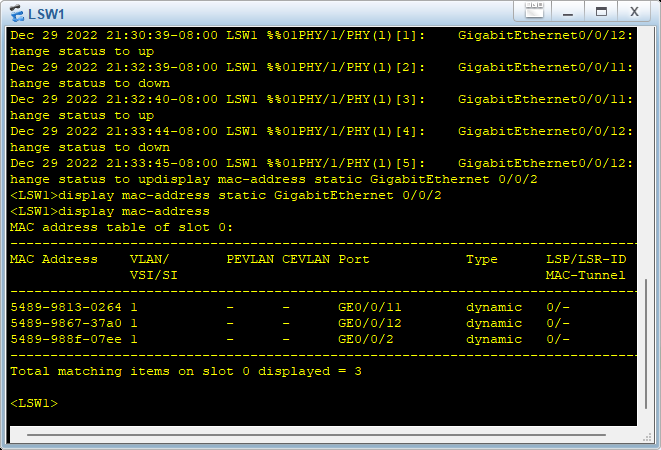 LSW1
Dec 29 2022 21:30:39-08:00 LSW1 %%01PHY/1/PHY(l)[1]:    GigabitEthernet0/0/12:
hange status to up
Dec 29 2022 21:32:39-08:00 LSW1 %%01PHY/1/PHY(l)[2]:    GigabitEthernet0/0/11:
hange status to down
Dec 29 2022 21:32:40-08:00 LSW1 %%01PHY/1/PHY(l)[3]:    GigabitEthernet0/0/11:
hange status to up
Dec 29 2022 21:33:44-08:00 LSW1 %%01PHY/1/PHY(l)[4]:    GigabitEthernet0/0/12:
hange status to down
Dec 29 2022 21:33:45-08:00 LSW1 %%01PHY/1/PHY(l)[5]:    GigabitEthernet0/0/12:
hange status to updisplay mac-address static GigabitEthernet 0/0/2
<LSW1>display mac-address static GigabitEthernet 0/0/2
<LSW1>display mac-address
MAC address table of slot 0:
-------------------------------------------------------------------------------
MAC Address    VLAN/       PEVLAN CEVLAN Port            Type      LSP/LSR-ID
               VSI/SI                                              MAC-Tunnel
-------------------------------------------------------------------------------
5489-9813-0264 1           -      -      GE0/0/11        dynamic   0/-
5489-9867-37a0 1           -      -      GE0/0/12        dynamic   0/-
5489-988f-07ee 1           -      -      GE0/0/2         dynamic   0/-
-------------------------------------------------------------------------------
Total matching items on slot 0 displayed = 3
<LSW1>